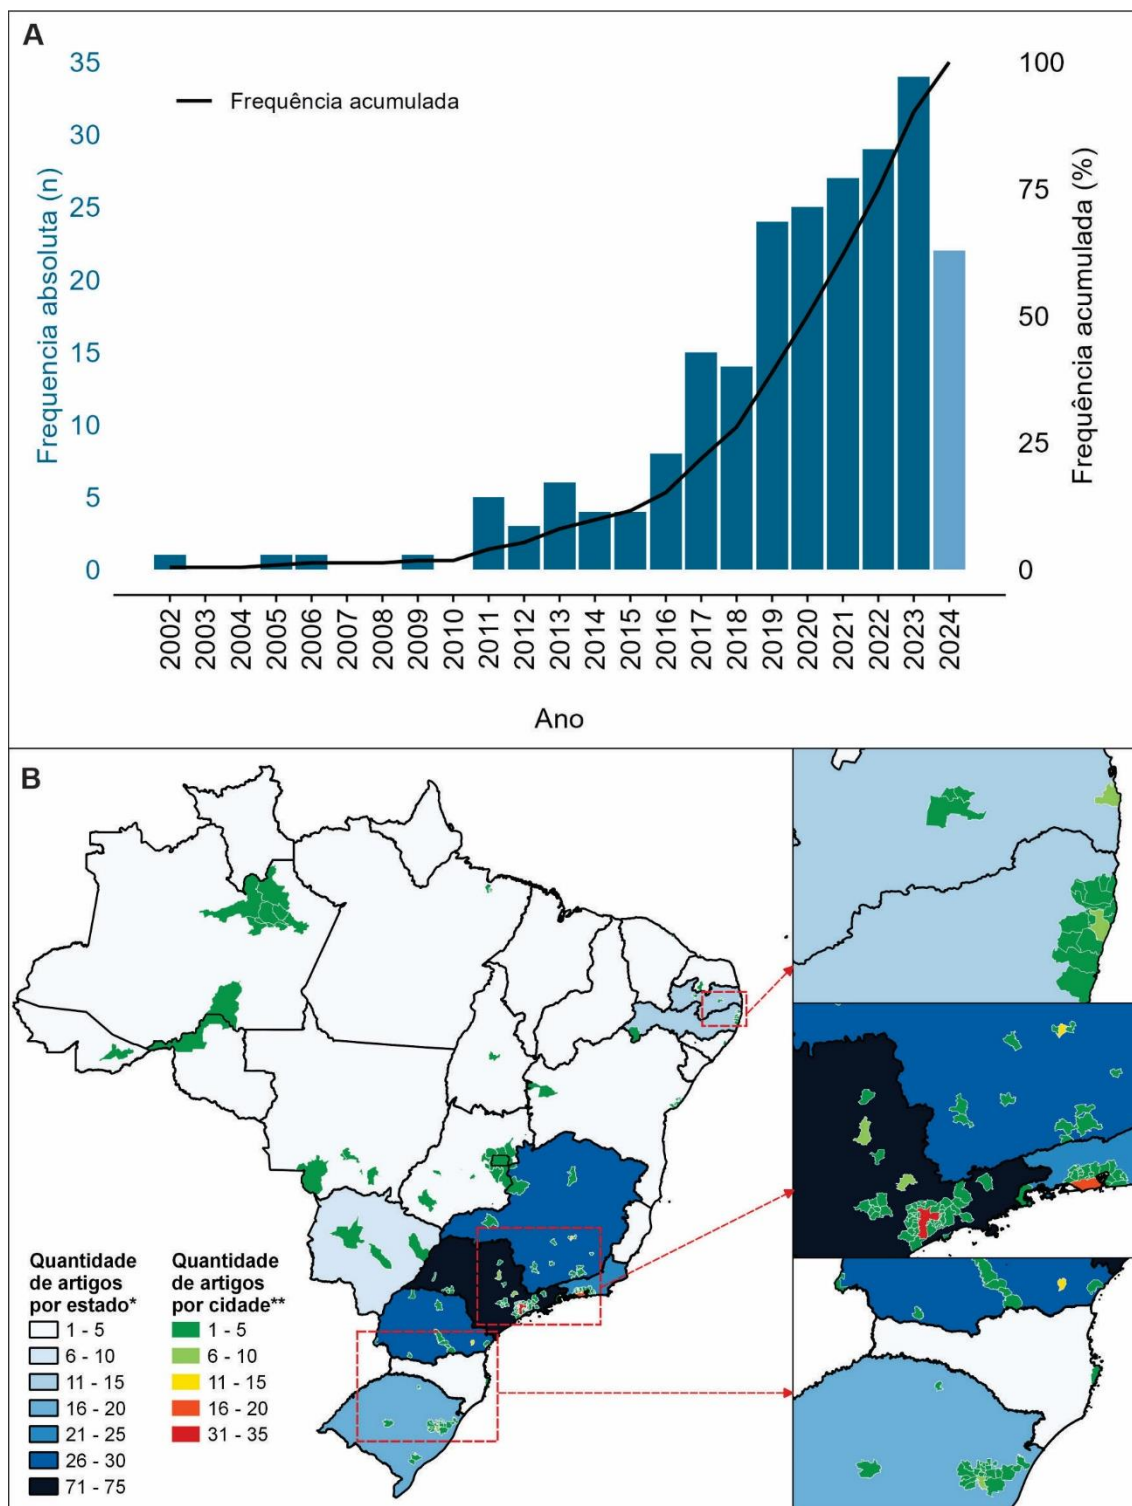 A
35
30
25
20
15
10
5
0
Frequencia absoluta (n)
Frequência acumulada
100
75
50
25
0
Frequência acumulada (%)
2002
2003
2004
2005
2006
2007
2008
2009
2010
2011
2012
2013
2014
2015
2016
2017
2018
2019
2020
2021
2022
2023
2024
Ano
B
Quantidade
de artigos
por estado*
1 - 5
6 - 10
11 - 15
16 - 20
21 - 25
26 - 30
71 - 75
Quantidade
de artigos
por cidade**
1 - 5
6 - 10
11 - 15
16 - 20
31 - 35